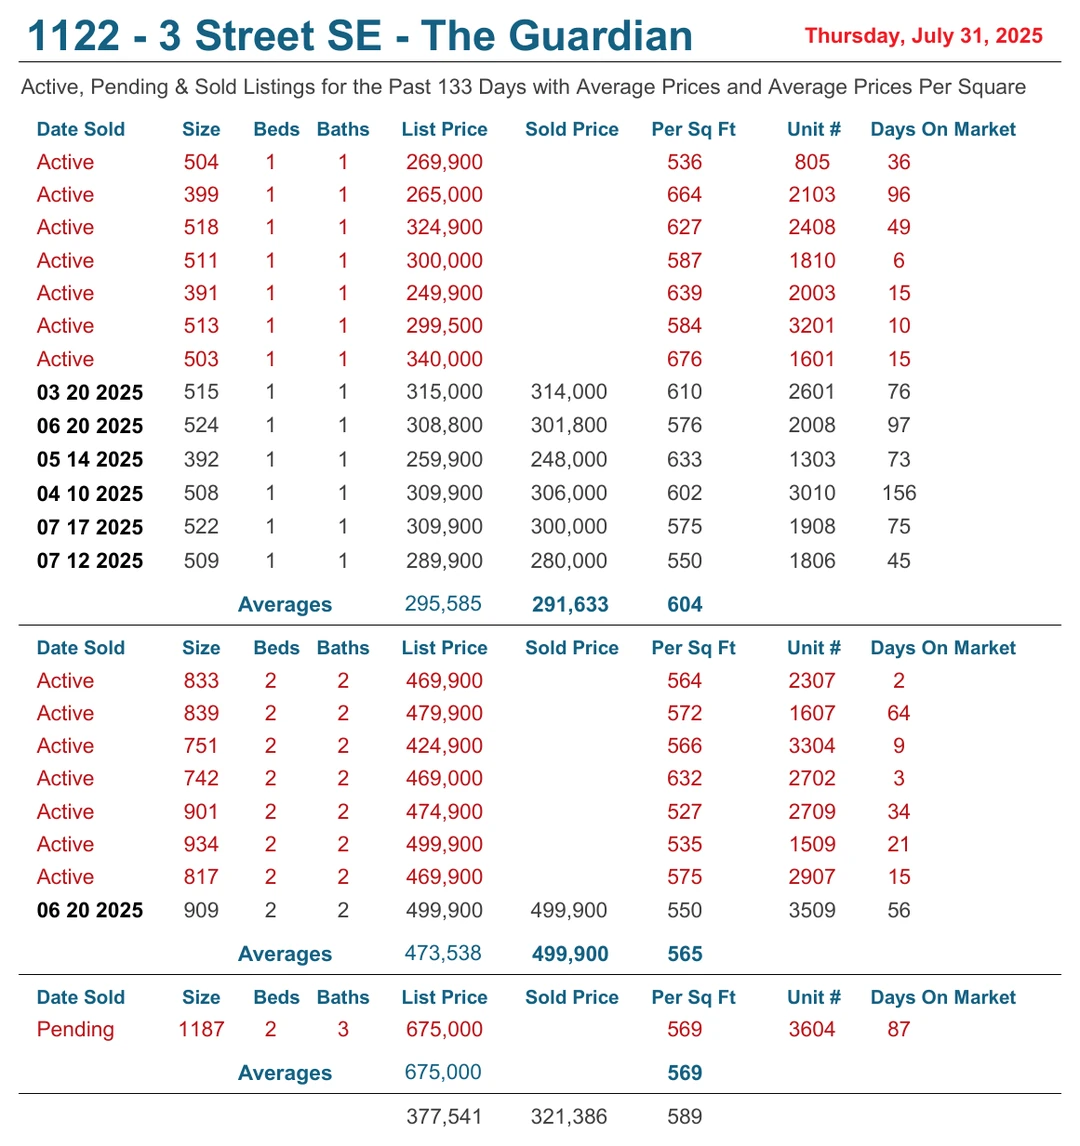 1122 - 3 Street SE - The Guardian Thursday, July 31, 2025
Active, Pending & Sold Listings for the Past 133 Days with Average Prices and Average Prices Per Square
Date Sold Size Beds Baths List Price Sold Price Per Sq Ft Unit # Days On Market
Active 504 1 1 269,900 536 805 36
Active 399 1 1 265,000 664 2103 96
Active 518 1 1 324,900 627 2408 49
Active 511 1 1 300,000 587 1810 6
Active 391 1 1 249,900 639 2003 15
Active 513 1 1 299,500 584 3201 10
Active 503 1 1 340,000 676 1601 15
03 20 2025 515 1 1 315,000 314,000 610 2601 76
06 20 2025 524 1 1 308,800 301,800 576 2008 97
05 14 2025 392 1 1 259,900 248,000 633 1303 73
04 10 2025 508 1 1 309,900 306,000 602 3010 156
07 17 2025 522 1 1 309,900 300,000 575 1908 75
07 12 2025 509 1 1 289,900 280,000 550 1806 45
Averages 295,585 291,633 604
Date Sold Size Beds Baths List Price Sold Price Per Sq Ft Unit # Days On Market
Active 833 2 2 469,900 564 2307 2
Active 839 2 2 479,900 572 1607 64
Active 751 2 2 424,900 566 3304 9
Active 742 2 2 469,000 632 2702 3
Active 901 2 2 474,900 527 2709 34
Active 934 2 2 499,900 535 1509 21
Active 817 2 2 469,900 575 2907 15
06 20 2025 909 2 2 499,900 499,900 550 3509 56
Averages 473,538 499,900 565
Date Sold Size Beds Baths List Price Sold Price Per Sq Ft Unit # Days On Market
Pending 1187 2 3 675,000 569 3604 87
Averages 675,000 569
377,541 321,386 589